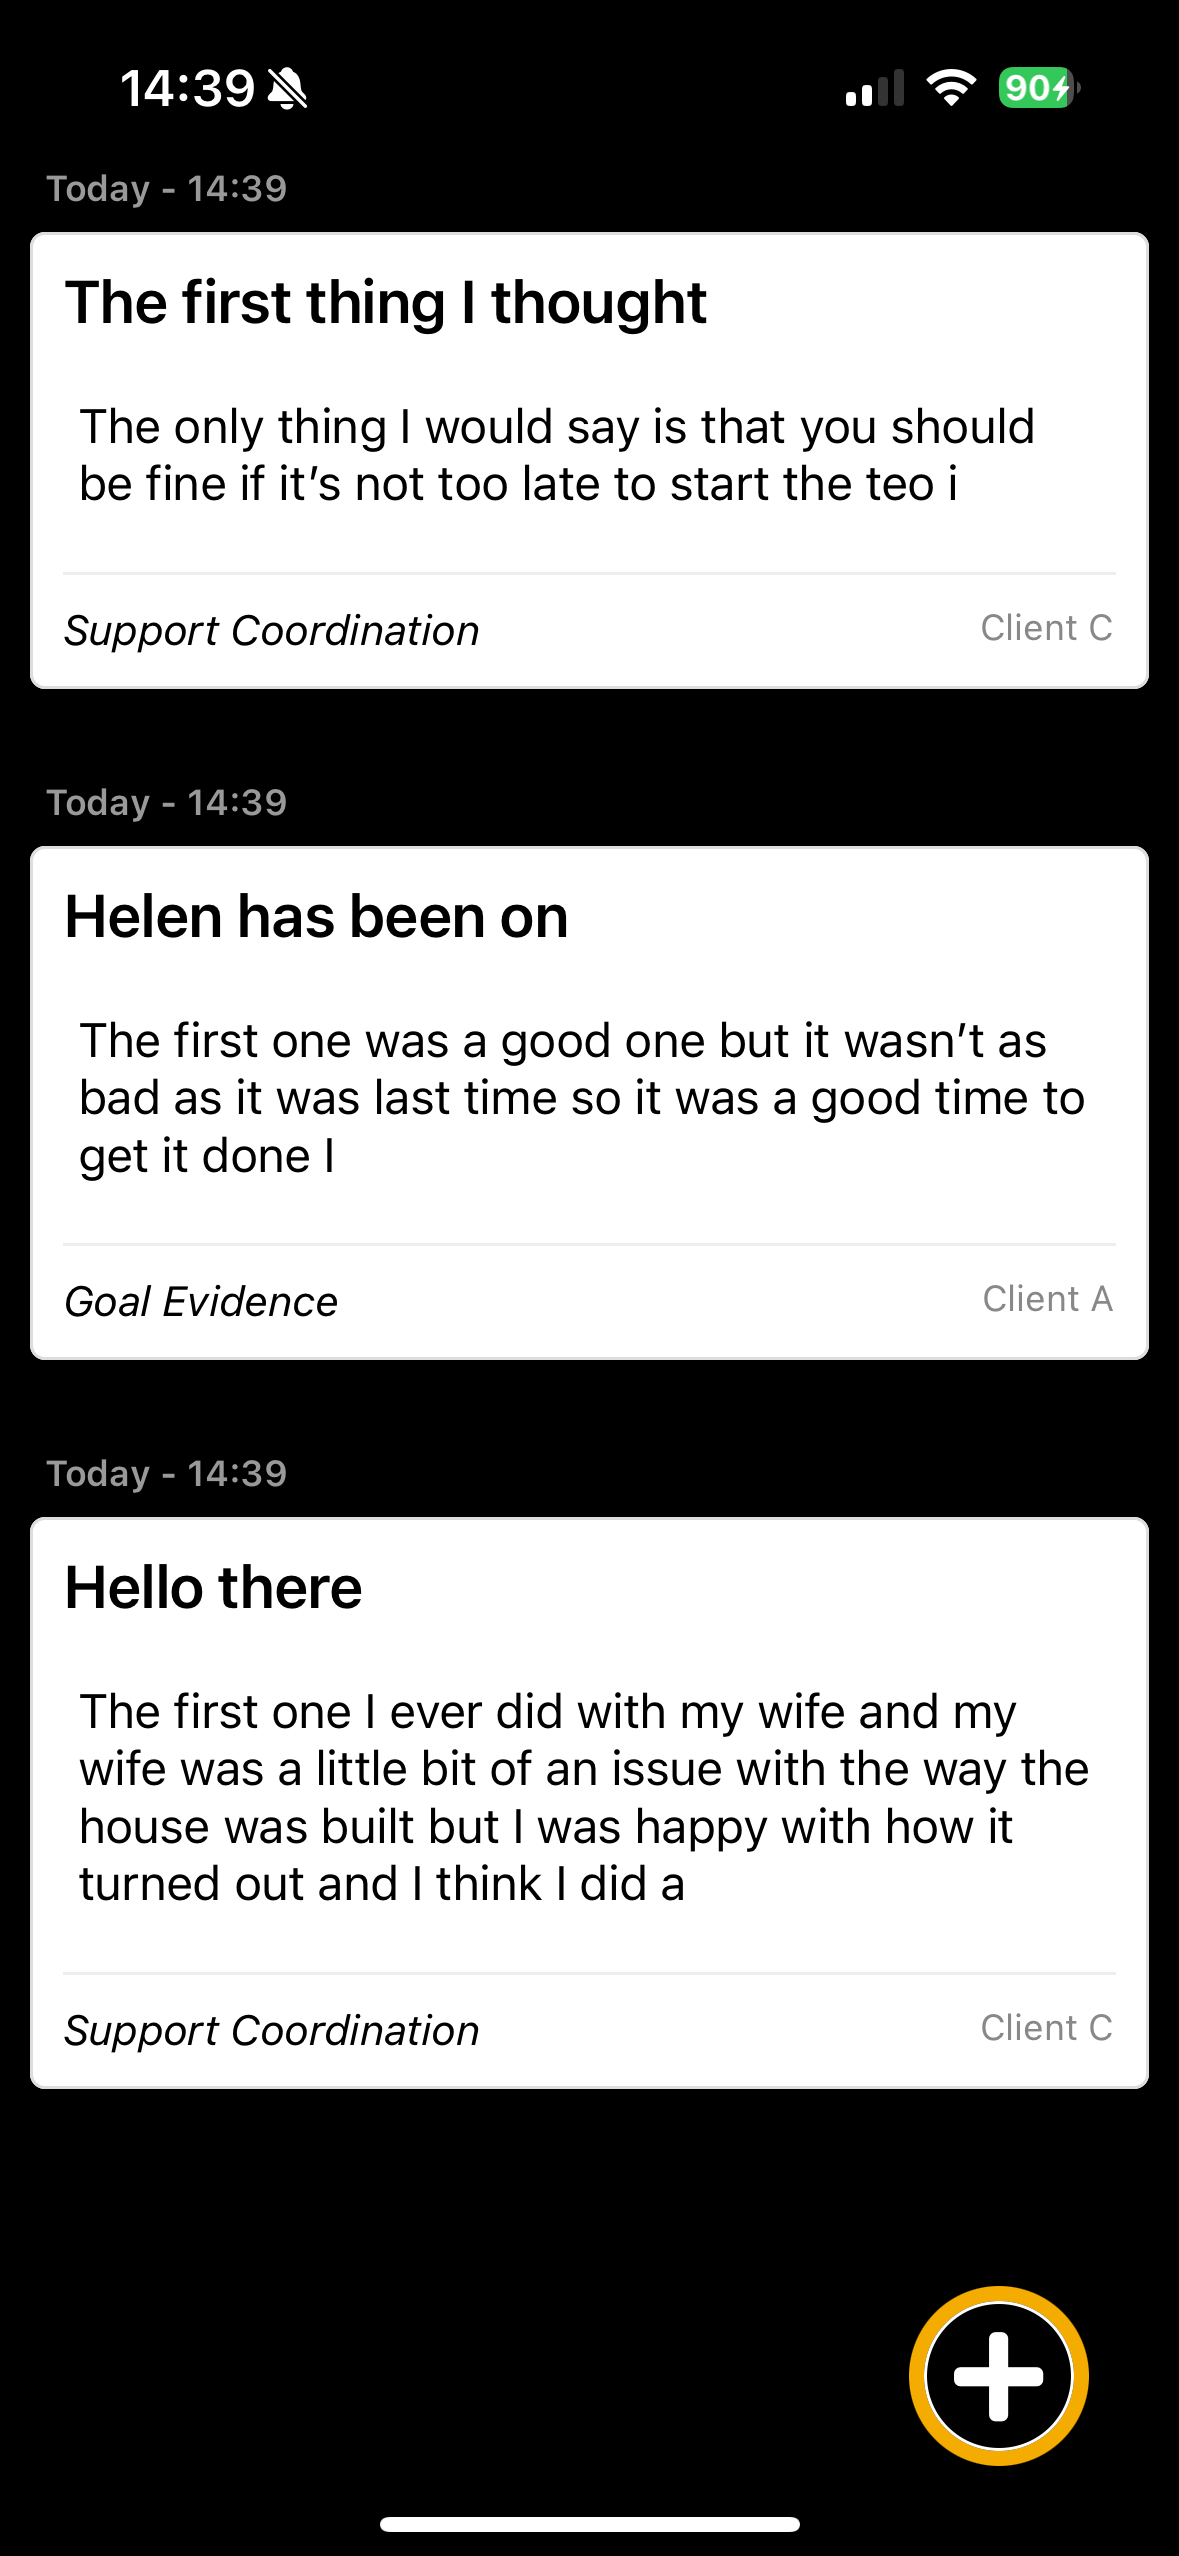 14:39
90
Today - 14:39
The first thing I thought
The only thing I would say is that you should
be fine if it’s not too late to start the teo i
Support Coordination
Client C
Today - 14:39
Helen has been on
The first one was a good one but it wasn’t as
bad as it was last time so it was a good time to
get it done I
Goal Evidence
Client A
Today - 14:39
Hello there
The first one I ever did with my wife and my
wife was a little bit of an issue with the way the
house was built but I was happy with how it
turned out and I think I did a
Support Coordination
Client C